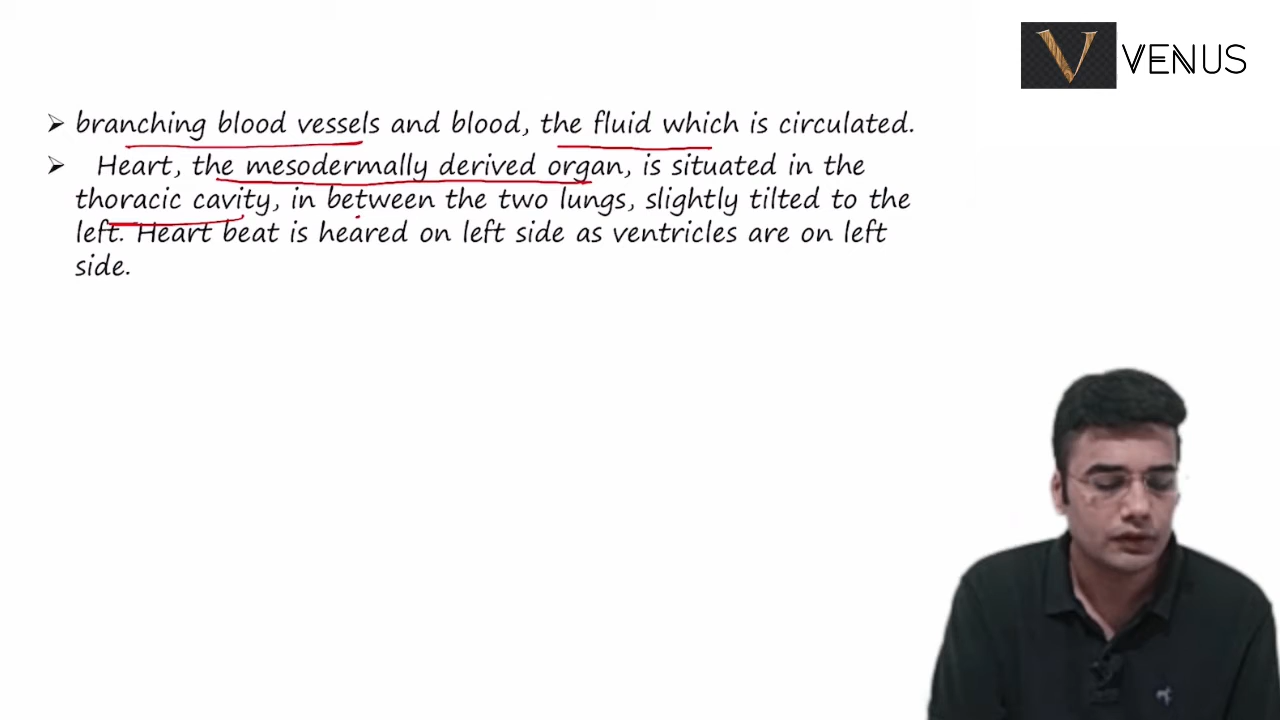 V VENUS
➢ branching blood vessels and blood, the fluid which is circulated.
➢ Heart, the mesodermally derived organ, is situated in the
thoracic cavity, in between the two lungs, slightly tilted to the
left. Heart beat is heared on left side as ventricles are on left
side.